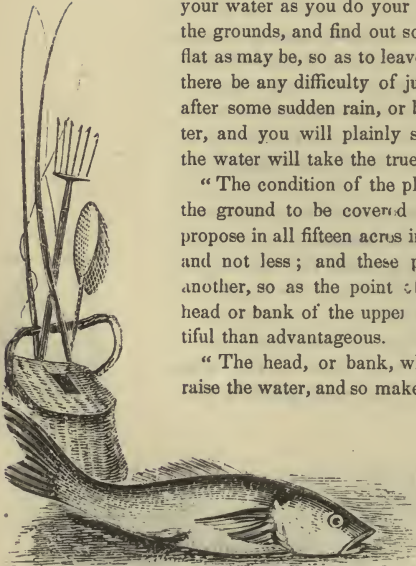 your water as you do your
the grounds, and find out so
flat as may be, so as to leav
there be any difficulty of ju
after some sudden rain, or b
ter, and you will plainly s
the water will take the true
“ The condition of the pl
the ground to be covered
propose in all fifteen acres i
and not less ; and these p
another, so as the point
head or bank of the upper
tiful than advantageous.
“ The head, or bank, w
raise the water, and so make